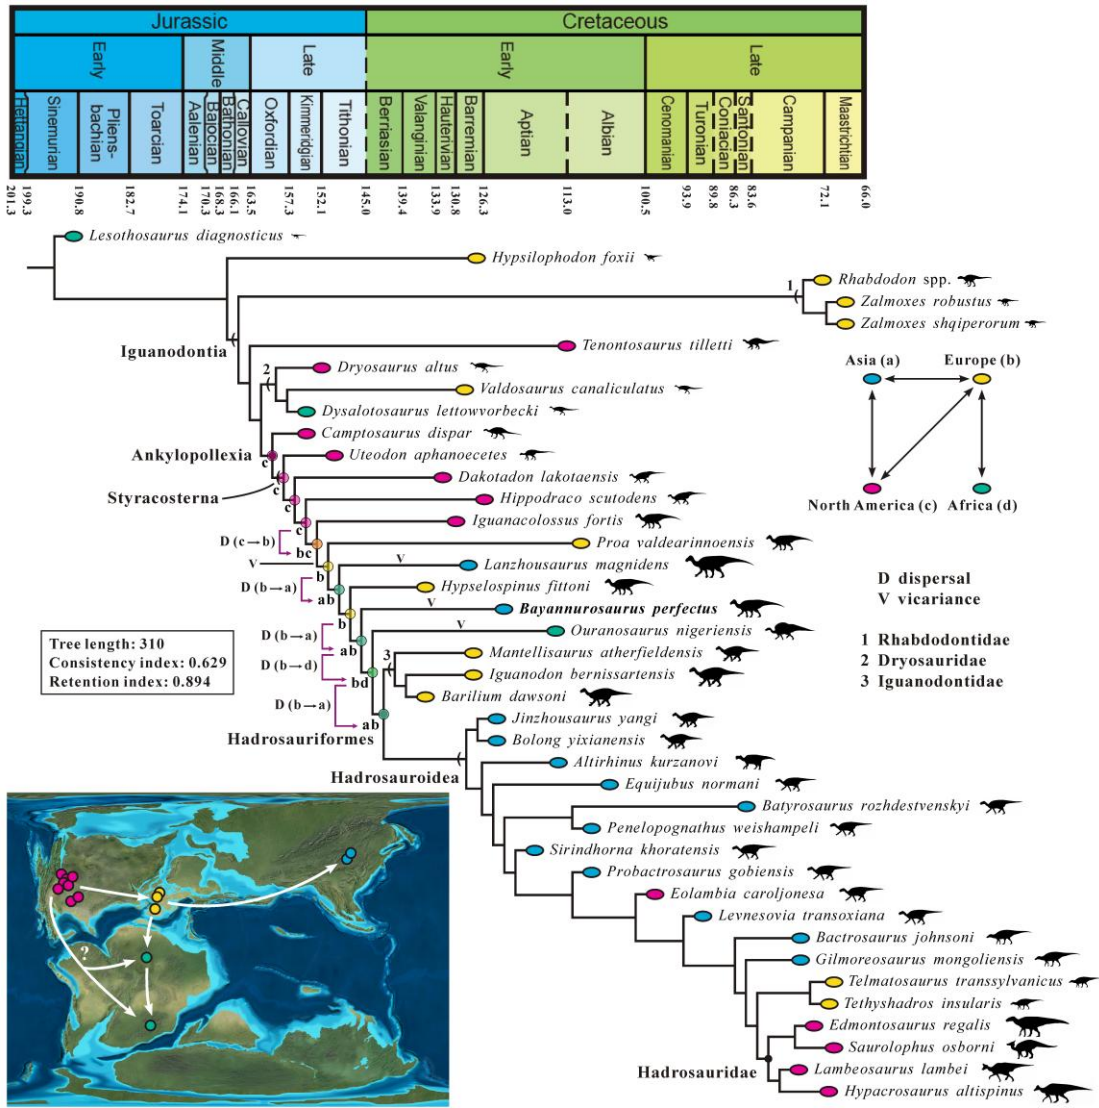 Jurassic
Cretaceous
Early
Middle
Late
Early
Late
Hettangian
Sinemurian
Pliens-
bachian
Toarcian
Aalenian
Bajocian
Bathonian
Callovian
Oxfordian
Kimmeridgian
Tithonian
Berriasian
Valanginian
Hauterivian
Barremian
Aptian
Albian
Cenomanian
Turonian
Coniacian
Santonian
Campanian
Maastrichtian
201.3
199.3
190.8
182.7
174.1
170.3
168.3
166.1
163.5
157.3
152.1
145.0
139.4
133.9
130.8
126.3
113.0
100.5
93.9
89.8
86.3
83.6
72.1
66.0
Lesothosaurus diagnosticus
Hypsilophodon foxii
1
Rhabdodon spp.
Zalmoxes robustus
Zalmoxes shqiperorum
Iguanodontia
Tenontosaurus tilletti
Asia (a)
Europe (b)
2
Dryosaurus altus
Valdosaurus canaliculatus
Dysalotosaurus lettowvorbecki
Camptosaurus dispar
Ankylopollexia
c
Uteodon aphanoecetes
Styracosterna
c
Dakotadon lakotaensis
c
Hippodraco scutodens
North America (c)
Africa (d)
c
Iguanacolossus fortis
D (c→b)
bc
Proa valdearinnoensis
V
b
V
Lanzhousaurus magnidens
D (b→a)
ab
Hypselospinus fittoni
D dispersal
V vicariance
b
V
Bayannurosaurus perfectus
D (b→a)
ab
V
Ouranosaurus nigeriensis
Tree length: 310
Consistency index: 0.629
Retention index: 0.894
1 Rhabdodontidae
2 Dryosauridae
3 Iguanodontidae
D (b→d)
bd
3
Mantellisaurus atherfieldensis
Iguanodon bernissartensis
D (b→a)
ab
Barilium dawsoni
Hadrosauriformes
Jinzhousaurus yangi
Bolong yixianensis
Hadrosauroidea
Altirhinus kurzanovi
Equijubus normani
Batyrosaurus rozhdestvenskyi
Penelopognathus weishampeli
Sirindhorna khoratensis
Probactrosaurus gobiensis
Eolambia caroljonesa
Levnesovia transoxiana
Bactrosaurus johnsoni
Gilmoreosaurus mongoliensis
Telmatosaurus transsylvanicus
Tethyshadros insularis
Edmontosaurus regalis
Saurolophus osborni
Hadrosauridae
Lambeosaurus lambei
Hypacrosaurus altispinus
?